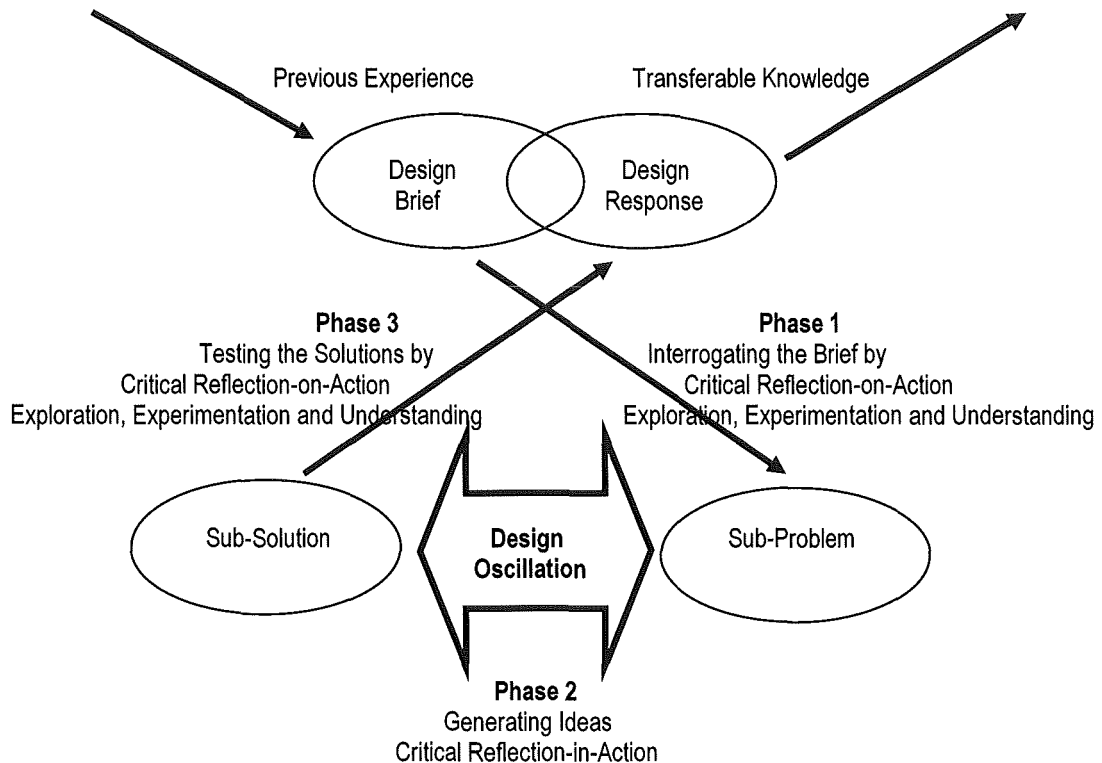 Previous Experience
Transferable Knowledge
Design
Brief
Design
Response
Phase 3
Testing the Solutions by
Critical Reflection-on-Action
Exploration, Experimentation and Understanding
Phase 1
Interrogating the Brief by
Critical Reflection-on-Action
Exploration, Experimentation and Understanding
Sub-Solution
Design
Oscillation
Sub-Problem
Phase 2
Generating Ideas
Critical Reflection-in-Action